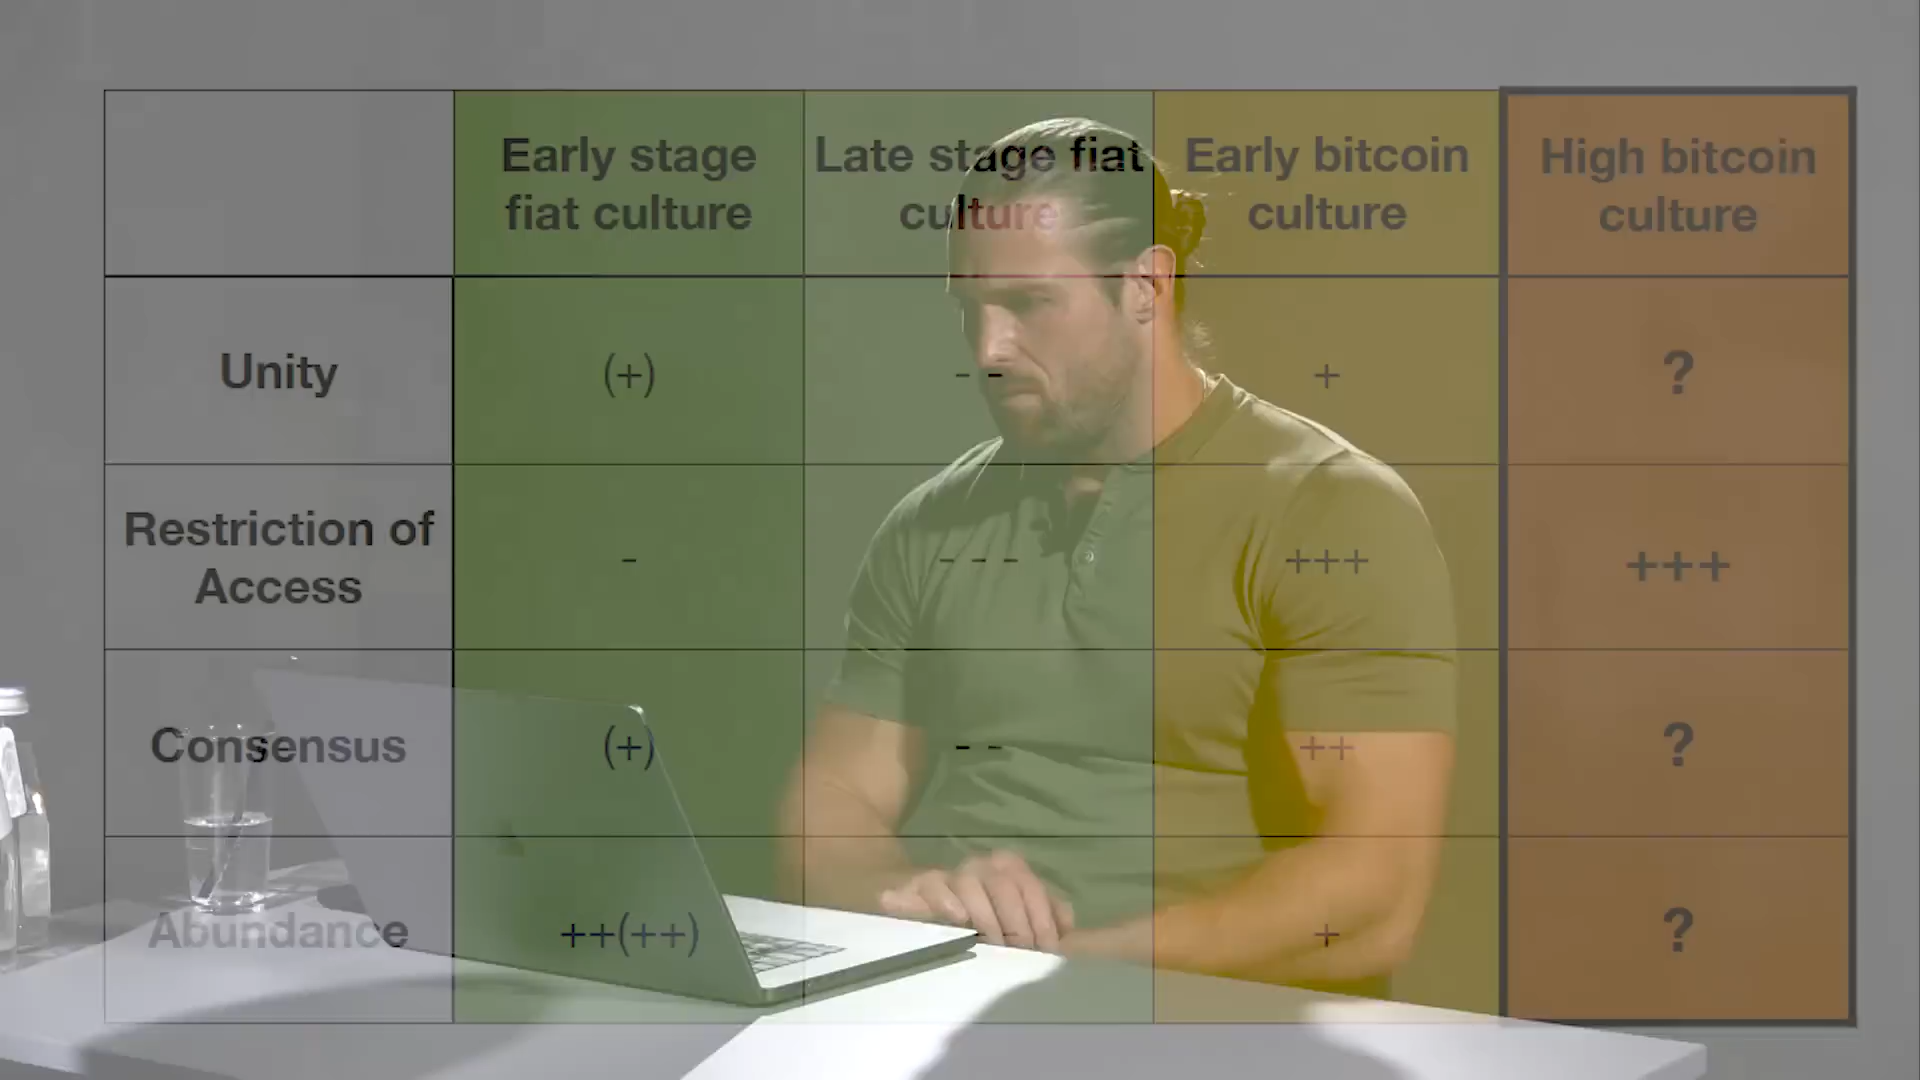 Early stage
fiat culture
Late stage fiat
culture
Early bitcoin
culture
High bitcoin
culture
Unity
(+)
- -
+
?
Restriction of
Access
-
- - -
+++
+++
Consensus
(+)
- -
++
?
Abundance
++(++)
+
?